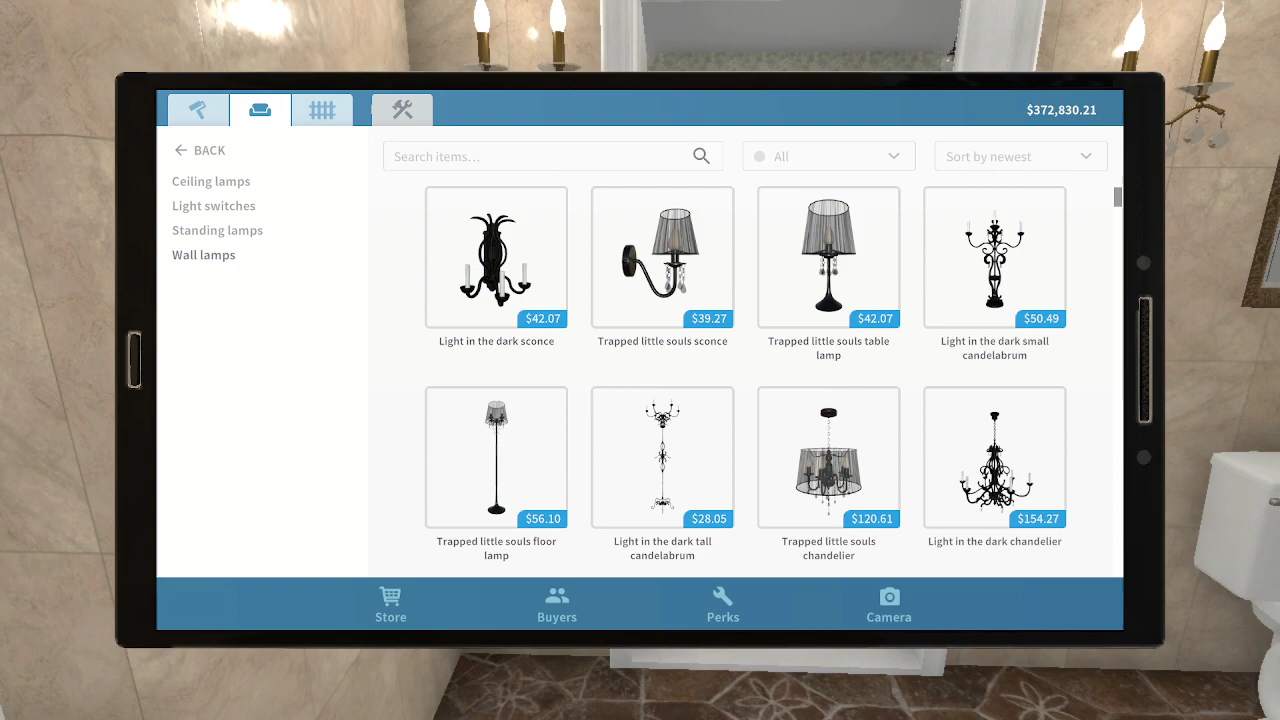 $372,830.21
BACK
Ceiling lamps
Light switches
Standing lamps
Wall lamps
Search items...
All
Sort by newest
$42.07
$39.27
$42.07
$50.49
Light in the dark sconce
Trapped little souls sconce
Trapped little souls table
lamp
Light in the dark small
candelabrum
$56.10
$28.05
$120.61
$154.27
Trapped little souls floor
lamp
Light in the dark tall
candelabrum
Trapped little souls
chandelier
Light in the dark chandelier
Store
Buyers
Perks
Camera